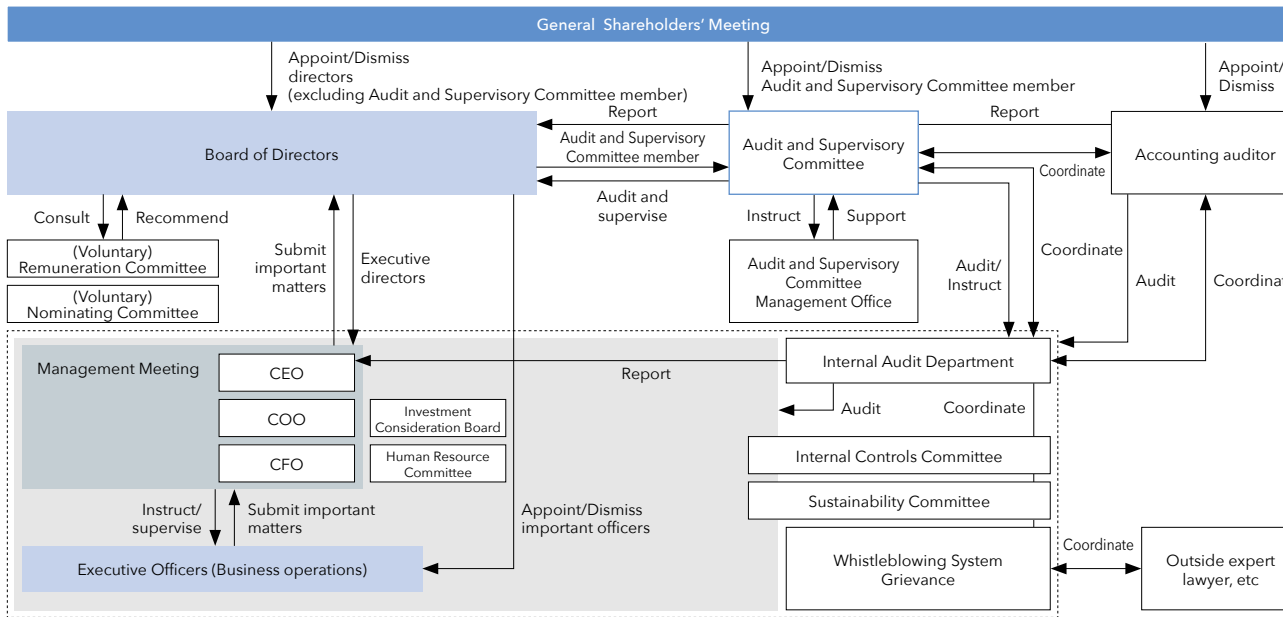 General Shareholders' Meeting
Appoint/Dismiss
directors
(excluding Audit and Supervisory Committee member)
Appoint/Dismiss
Audit and Supervisory Committee member
Appoint/
Dismiss
Report
Report
Board of Directors
Audit and Supervisory
Committee member
Audit and Supervisory
Committee
Accounting auditor
Coordinate
Audit and
supervise
Consult
Recommend
Instruct
Support
(Voluntary)
Remuneration Committee
(Voluntary)
Nominating Committee
Submit
important
matters
Executive
directors
Audit and Supervisory
Committee
Management Office
Audit/
Instruct
Coordinate
Audit
Coordinate
Management Meeting
CEO
COO
CFO
Investment
Consideration Board
Human Resource
Committee
Report
Internal Audit Department
Audit
Coordinate
Internal Controls Committee
Sustainability Committee
Instruct/
supervise
Submit important
matters
Appoint/Dismiss
important officers
Executive Officers (Business operations)
Whistleblowing System
Grievance
Coordinate
Outside expert
lawyer, etc